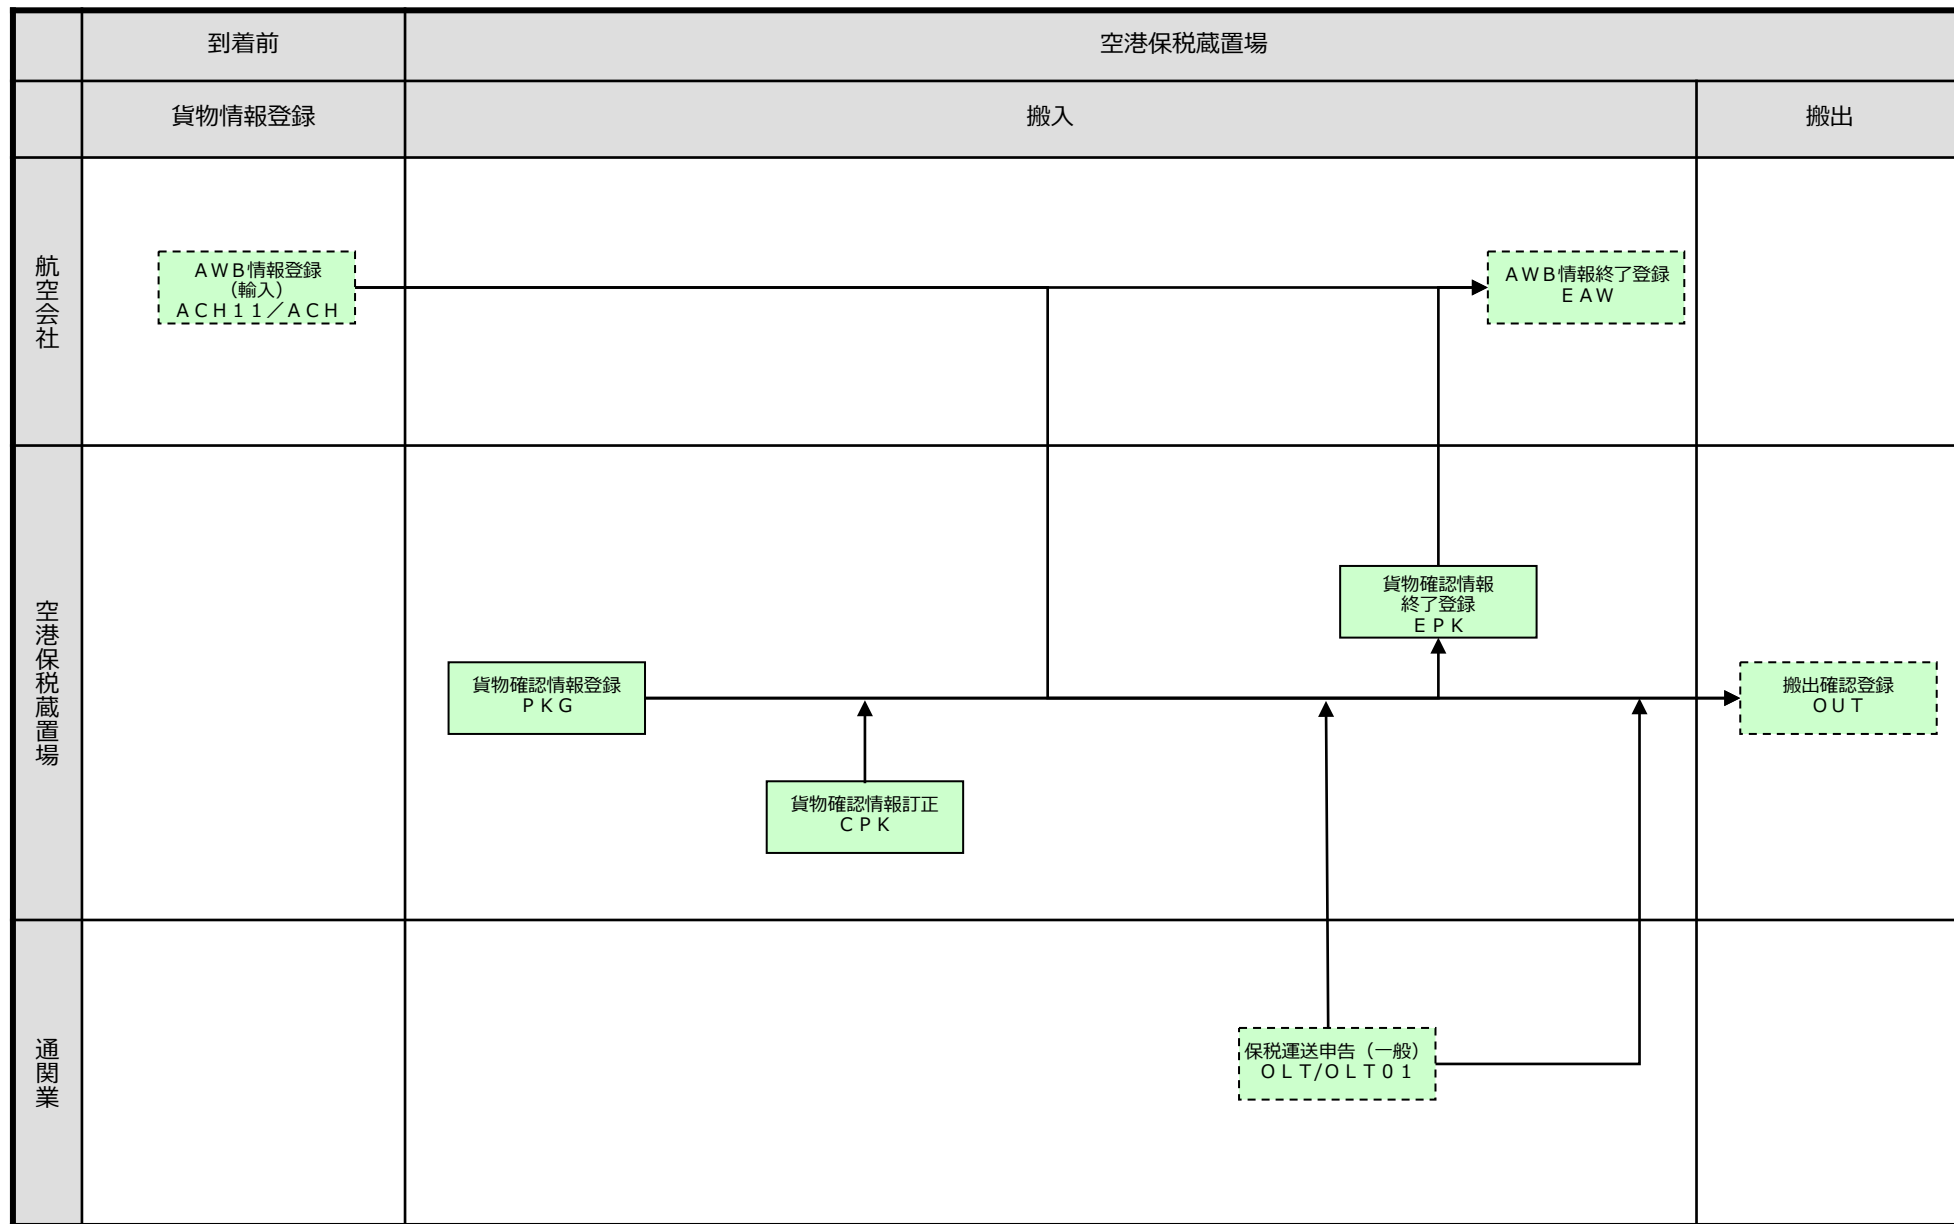 到着前
空港保税蔵置場
貨物情報登録
搬入
搬出
航空会社
ＡＷＢ情報登録
（輸入）
ＡＣＨ１１／ＡＣＨ
ＡＷＢ情報終了登録
ＥＡＷ
空港保税蔵置場
貨物確認情報
終了登録
ＥＰＫ
貨物確認情報登録
ＰＫＧ
搬出確認登録
ＯＵＴ
貨物確認情報訂正
ＣＰＫ
通関業
保税運送申告（一般）
ＯＬＴ/ＯＬＴ０１